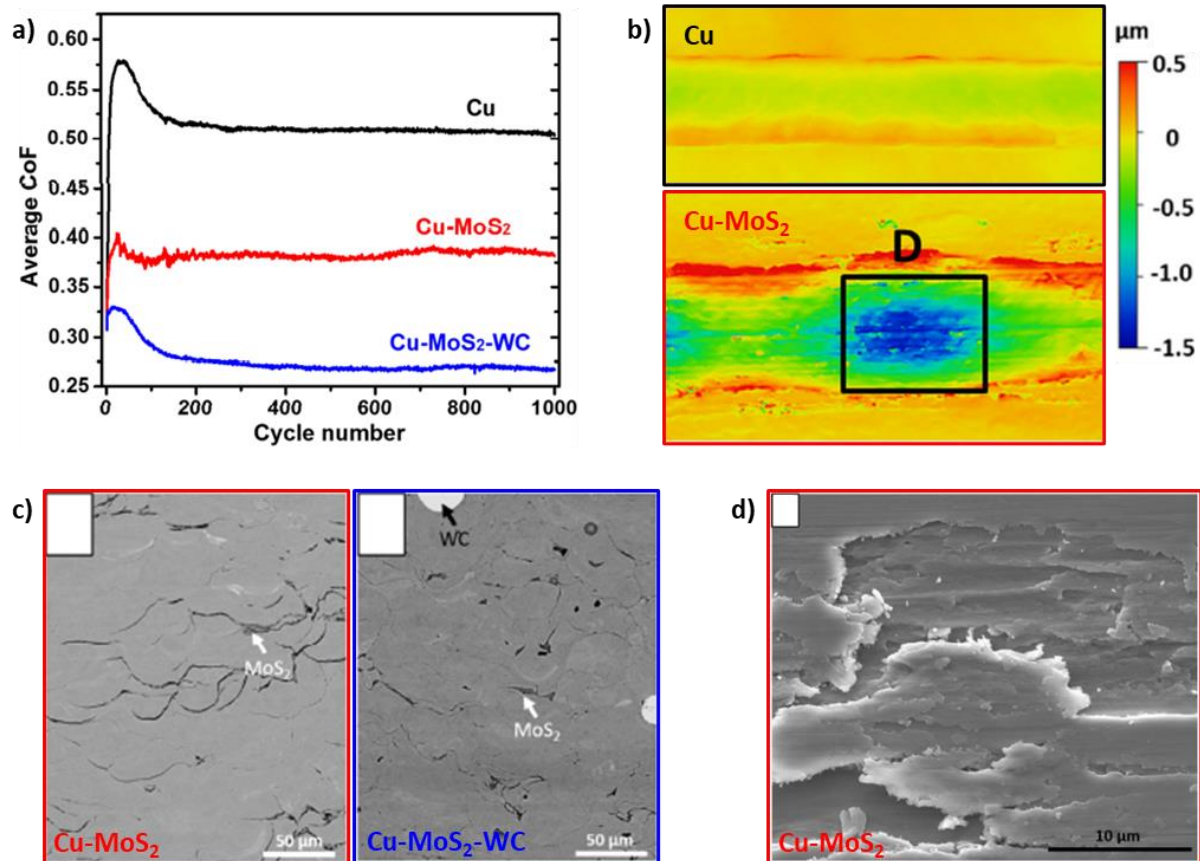 a)
0.60
0.55
0.50
0.45
0.40
0.35
0.30
0.25
Average CoF
Cu
Cu-MoS2
Cu-MoS2-WC
0 200 400 600 800 1000
Cycle number
b)
Cu
µm
0.5
0
-0.5
-1.0
-1.5
Cu-MoS2
D
c)
MoS2
50 µm
Cu-MoS2
WC
MoS2
50 µm
Cu-MoS2-WC
d)
10 µm
Cu-MoS2